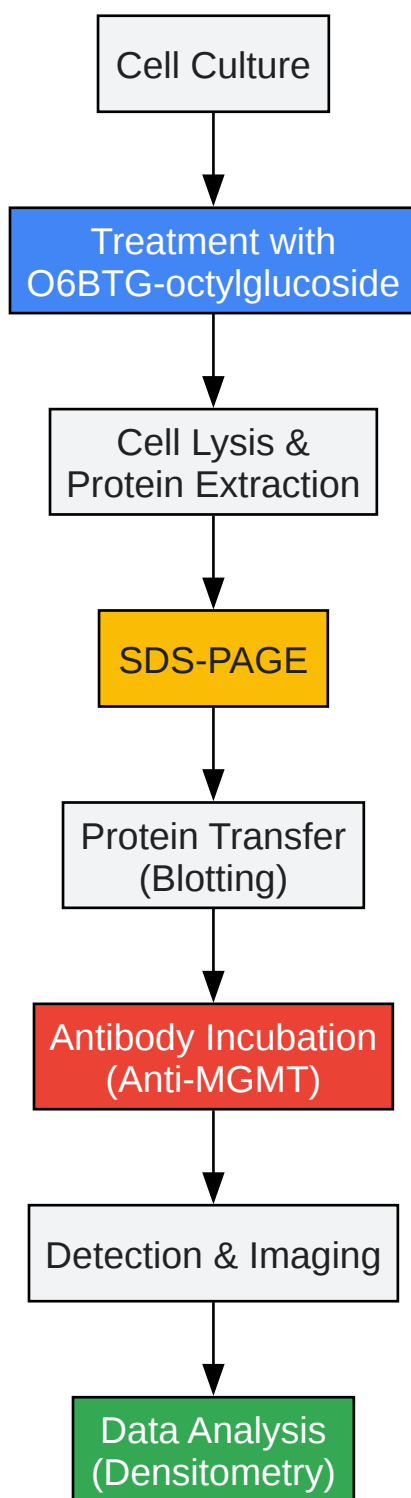 Cell Culture
Treatment with
O6BTG-octylglucoside
Cell Lysis &
Protein Extraction
SDS-PAGE
Protein Transfer
(Blotting)
Antibody Incubation
(Anti-MGMT)
Detection & Imaging
Data Analysis
(Densitometry)